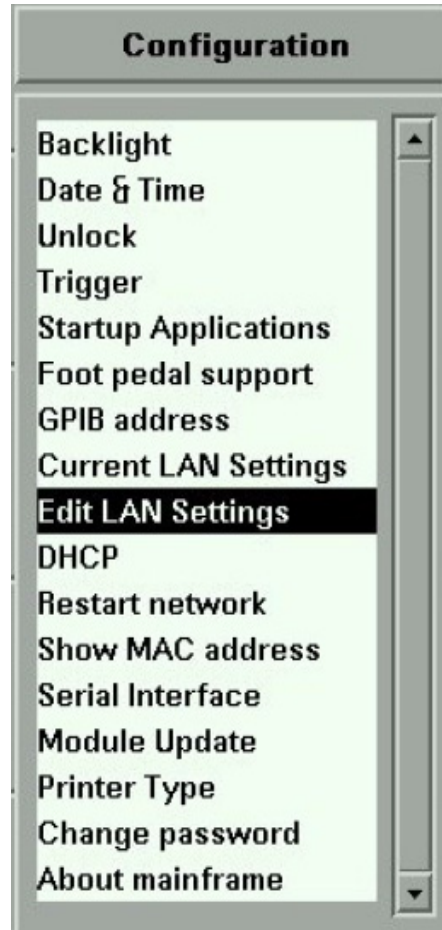 Configuration
Backlight
Date & Time
Unlock
Trigger
Startup Applications
Foot pedal support
GPIB address
Current LAN Settings
Edit LAN Settings
DHCP
Restart network
Show MAC address
Serial Interface
Module Update
Printer Type
Change password
About mainframe